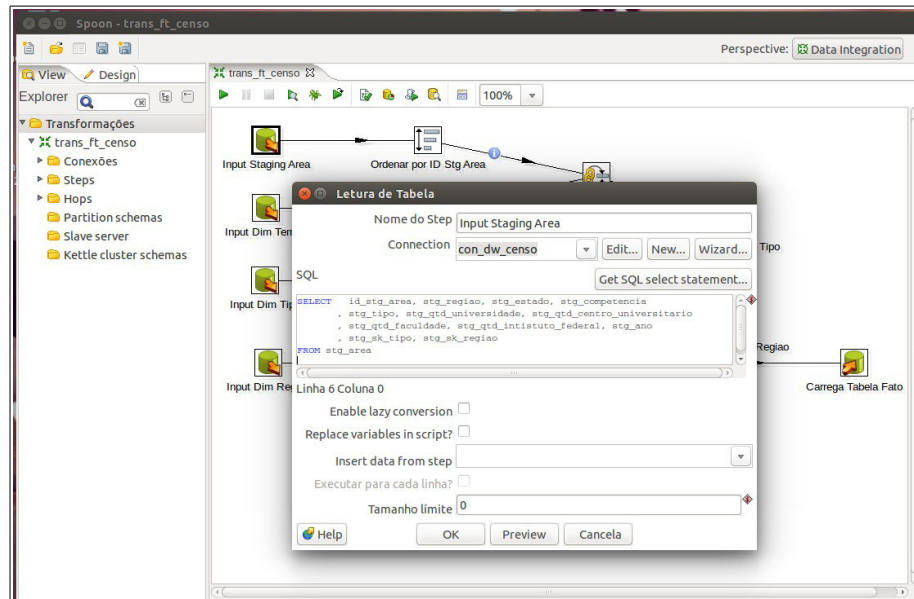 Spoon - trans_ft_censo
Perspective: Data Integration
View Design
Explorer
Transformações
trans_ft_censo
Conexões
Steps
Hops
Partition schemas
Slave server
Kettle cluster schemas
trans_ft_censo
100%
Input Staging Area
Ordenar por ID Stg Area
Input Dim Tem
Tipo
Input Dim Tip
Regiao
Input Dim Re
Carrega Tabela Fato
Letura de Tabela
Nome do Step Input Staging Area
Connection con_dw_censo Edit... New... Wizard...
SQL Get SQL select statement...
SELECT id_stg_area, stg_regiao, stg_estado, stg_competencia
, stg_tipo, stg_qtd_universidade, stg_qtd_centro_universitario
, stg_qtd_faculdade, stg_qtd_intistuto_federal, stg_ano
, stg_sk_tipo, stg_sk_regiao
FROM stg_area
Linha 6 Coluna 0
Enable lazy conversion
Replace variables in script?
Insert data from step
Executar para cada linha?
Tamanho límite 0
Help OK Preview Cancela